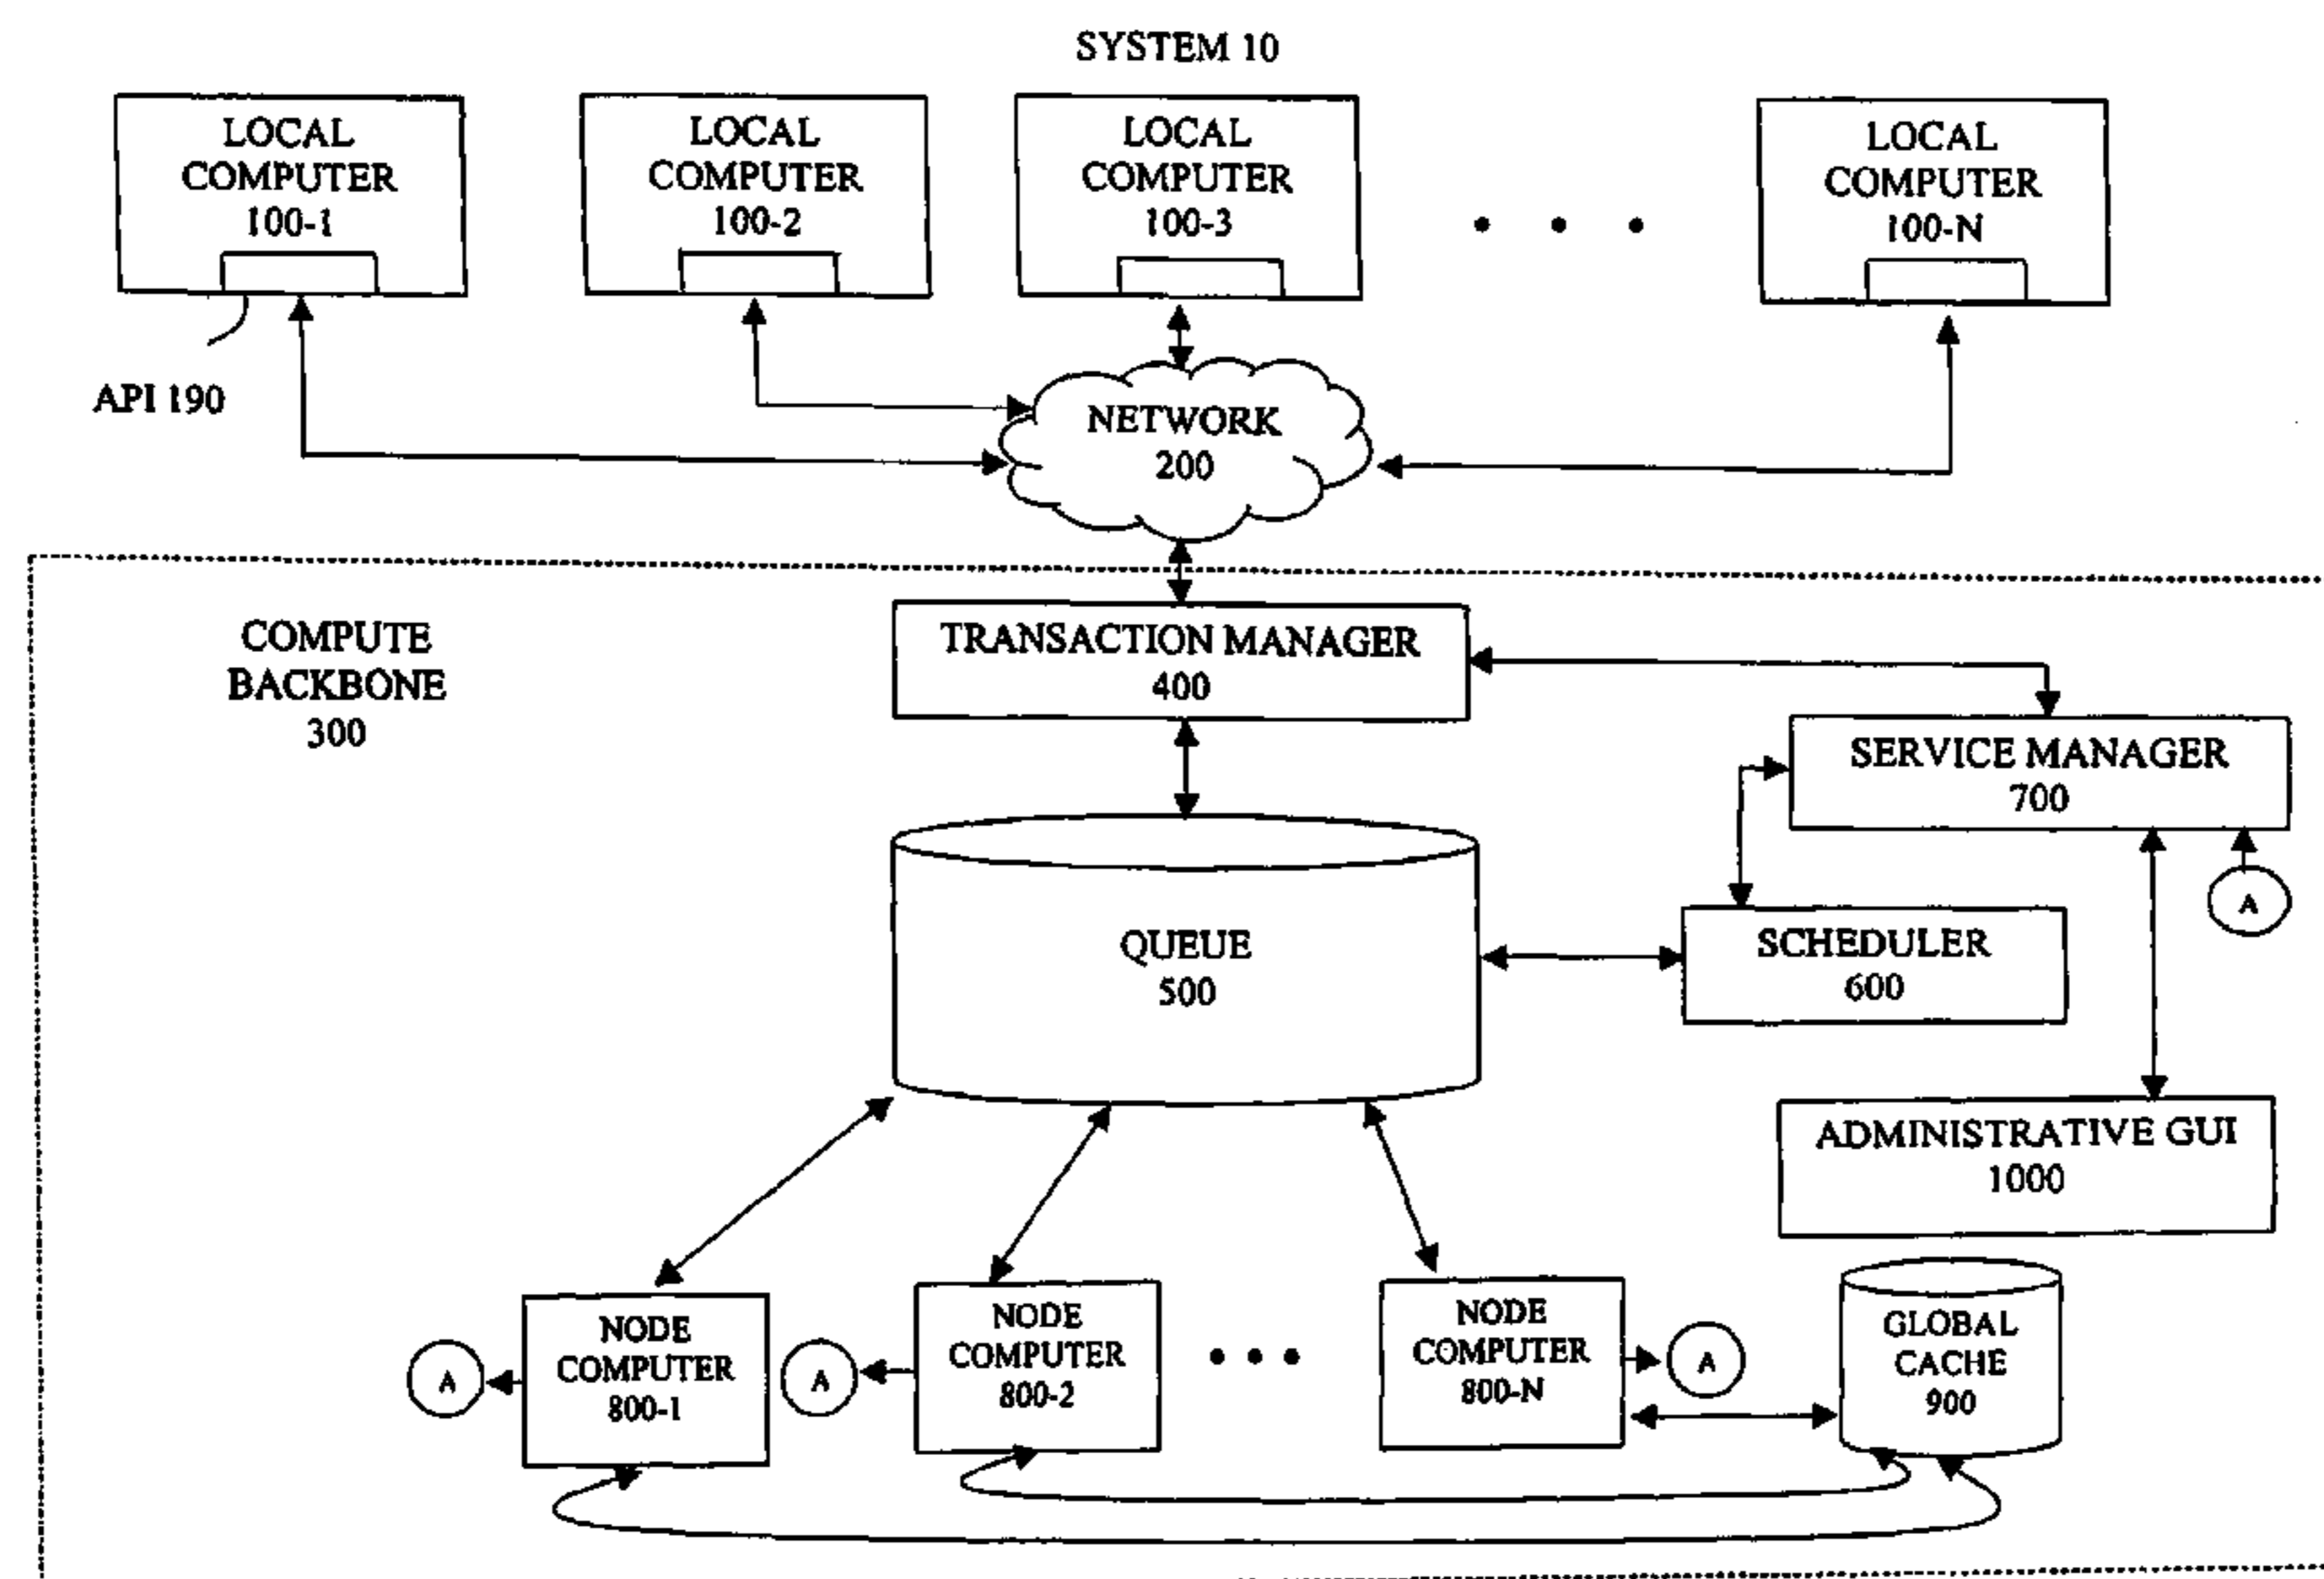 SYSTEM 10
LOCAL
COMPUTER
100-1
LOCAL
COMPUTER
100-2
LOCAL
COMPUTER
100-3
LOCAL
COMPUTER
100-N
API 190
NETWORK
200
COMPUTE
BACKBONE
300
TRANSACTION MANAGER
400
SERVICE MANAGER
700
A
QUEUE
500
SCHEDULER
600
ADMINISTRATIVE GUI
1000
A
NODE
COMPUTER
800-1
A
NODE
COMPUTER
800-2
NODE
COMPUTER
800-N
A
GLOBAL
CACHE
900